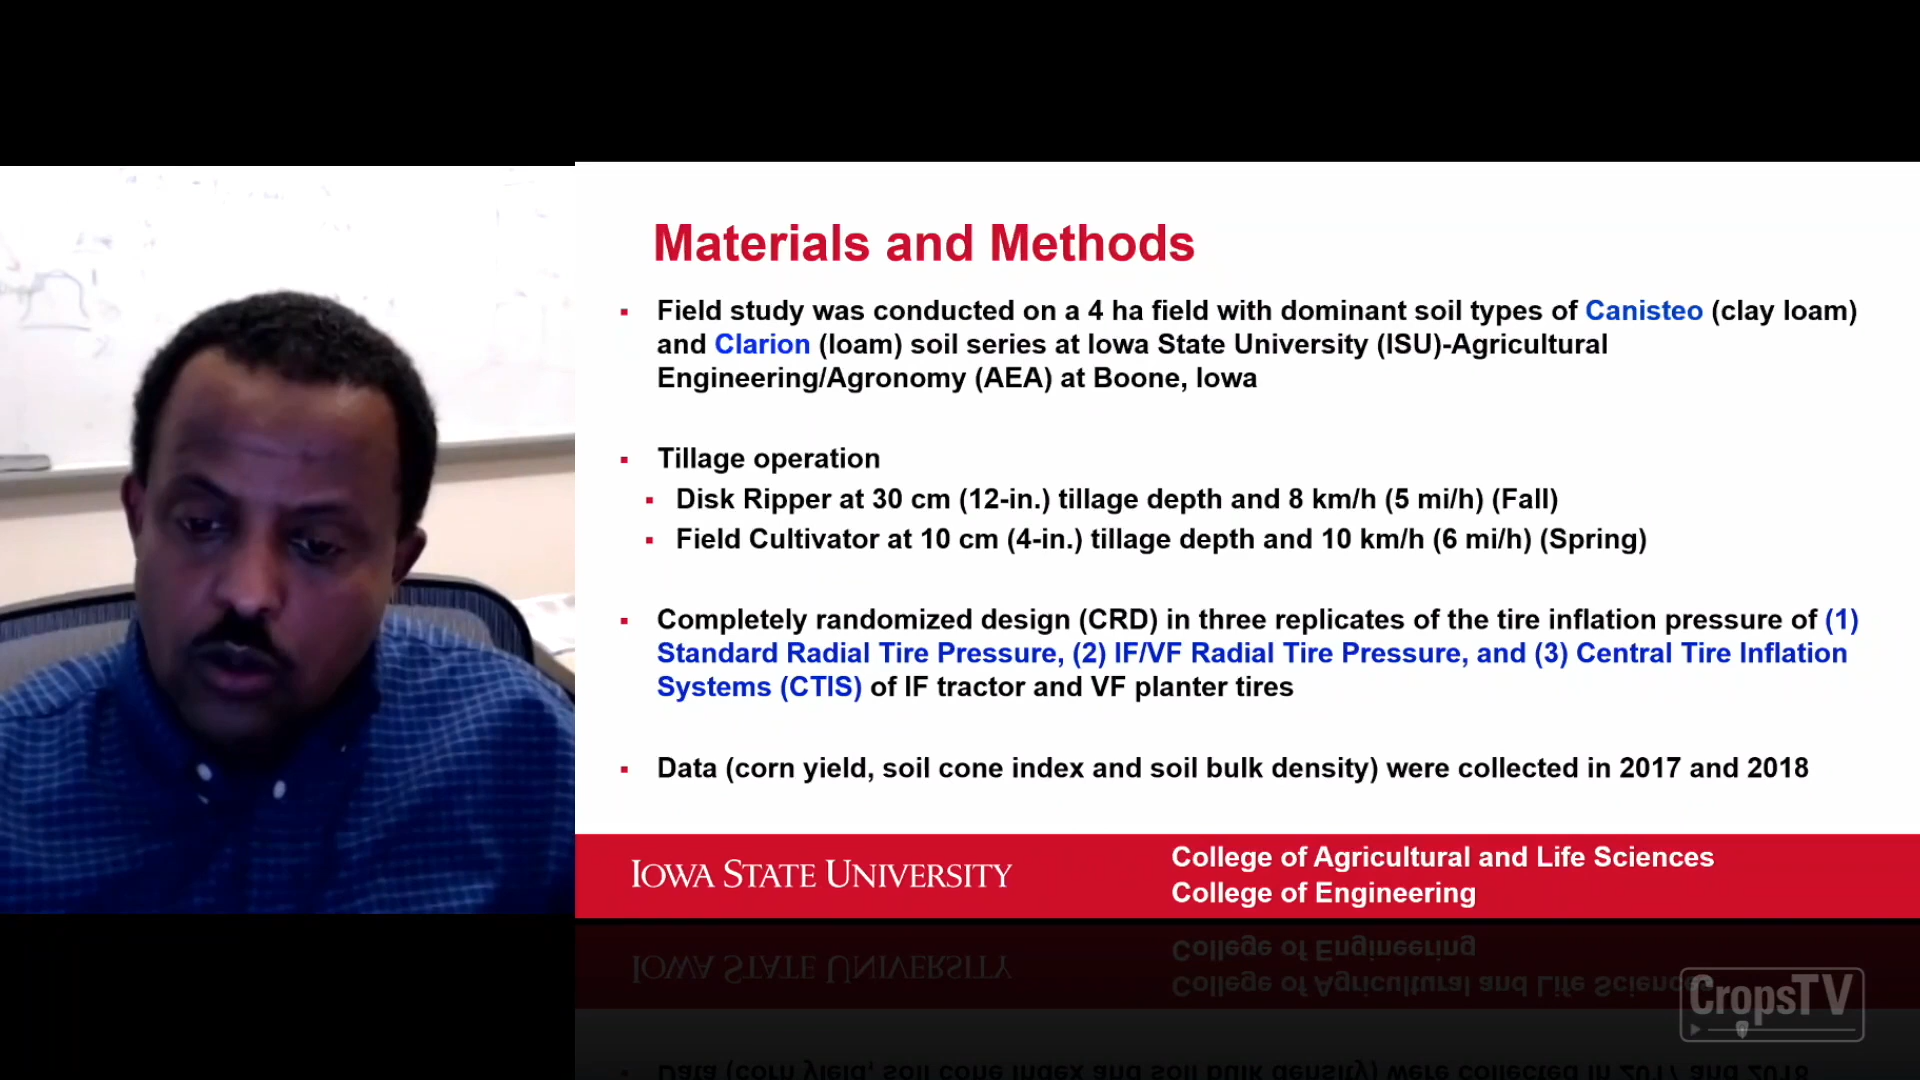 Materials and Methods
▪ Field study was conducted on a 4 ha field with dominant soil types of Canisteo (clay loam)
and Clarion (loam) soil series at Iowa State University (ISU)-Agricultural
Engineering/Agronomy (AEA) at Boone, Iowa
▪ Tillage operation
▪ Disk Ripper at 30 cm (12-in.) tillage depth and 8 km/h (5 mi/h) (Fall)
▪ Field Cultivator at 10 cm (4-in.) tillage depth and 10 km/h (6 mi/h) (Spring)
▪ Completely randomized design (CRD) in three replicates of the tire inflation pressure of (1)
Standard Radial Tire Pressure, (2) IF/VF Radial Tire Pressure, and (3) Central Tire Inflation
Systems (CTIS) of IF tractor and VF planter tires
▪ Data (corn yield, soil cone index and soil bulk density) were collected in 2017 and 2018
IOWA STATE UNIVERSITY
College of Agricultural and Life Sciences
College of Engineering
CropsTV